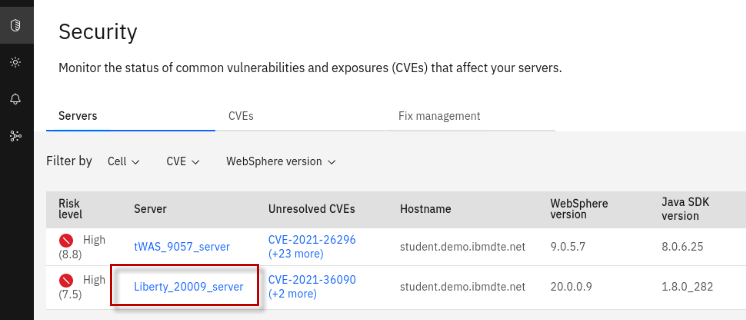 Security
Monitor the status of common vulnerabilities and exposures (CVEs) that affect your servers.
Servers CVEs Fix management
Filter by Cell CVE WebSphere version
Risk level Server Unresolved CVEs Hostname WebSphere version Java SDK version
High (8.8) tWAS_9057_server CVE-2021-26296 (+23 more) student.demo.ibmdte.net 9.0.5.7 8.0.6.25
High (7.5) Liberty_20009_server CVE-2021-36090 (+2 more) student.demo.ibmdte.net 20.0.0.9 1.8.0_282